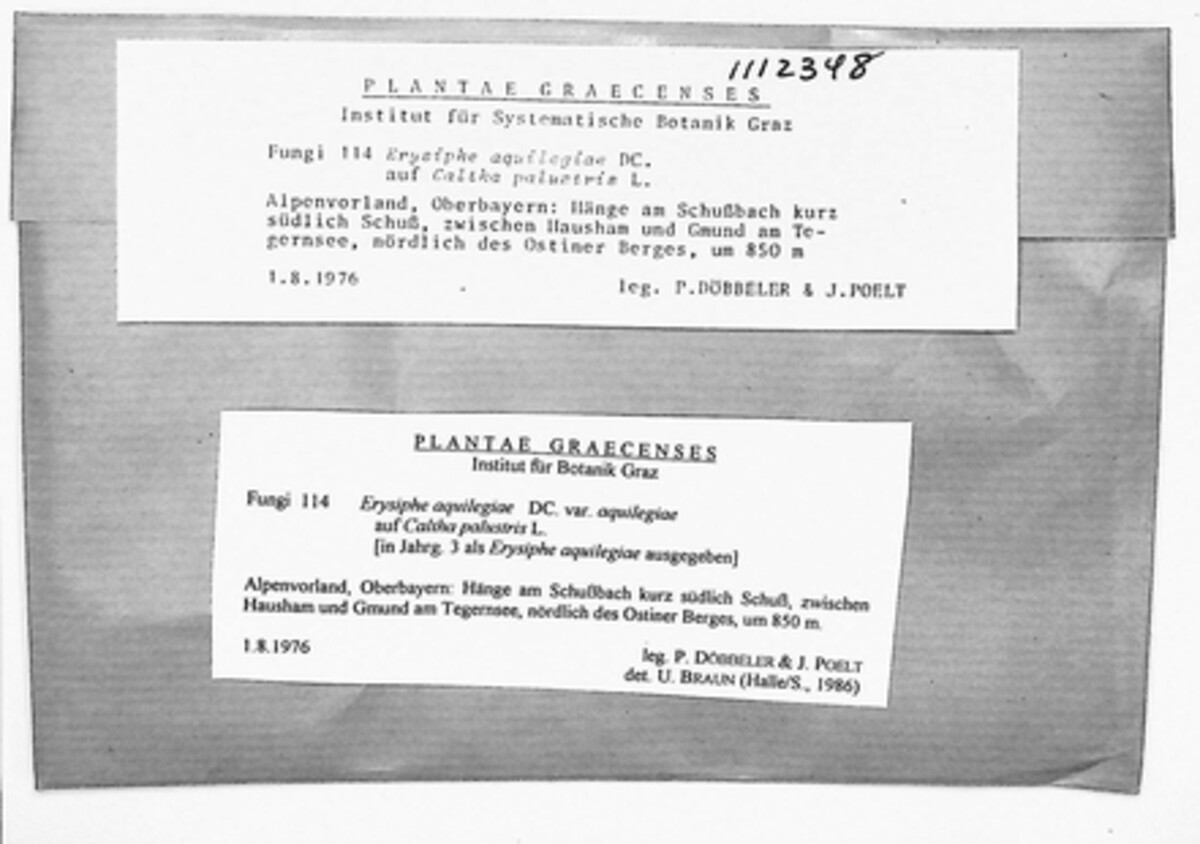 1112348
PLANTAE GRAECENSES
Institut für Systematische Botanik Graz
Fungi 114 Erysiphe aquilegiae DC.
auf Caltha palustris L.
Alpenvorland, Oberbayern: Hänge am Schußbach kurz
südlich Schuß, zwischen Hausham und Gmund am Te-
gernsee, nördlich des Ostiner Berges, um 850 m
1.8.1976 leg. P.DÖBBELER & J.POELT
PLANTAE GRAECENSES
Institut für Botanik Graz
Fungi 114 Erysiphe aquilegiae DC. var. aquilegiae
auf Caltha palustris L.
[in Jahrg. 3 als Erysiphe aquilegiae ausgegeben]
Alpenvorland, Oberbayern: Hänge am Schußbach kurz südlich Schuß, zwischen
Hausham und Gmund am Tegernsee, nördlich des Ostiner Berges, um 850 m.
1.8.1976 leg. P. DÖBBELER & J. POELT
det. U. BRAUN (Halle/S., 1986)